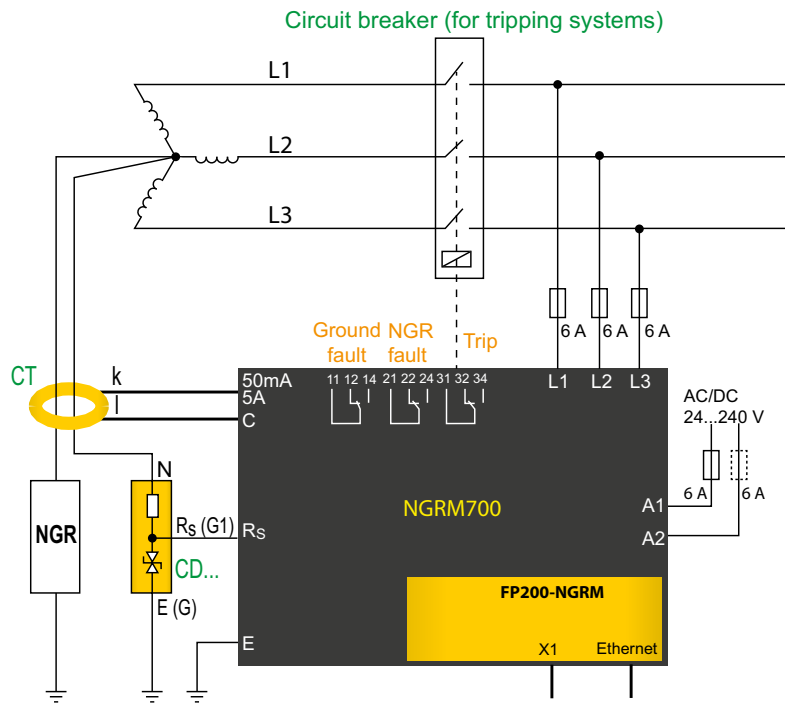 Circuit breaker (for tripping systems)
L1
L2
L3
6 A
6 A
6 A
Ground
fault
NGR
fault
Trip
CT
k
l
50mA
5A
C
11 12 14 21 22 24 31 32 34
L1 L2 L3
AC/DC
24...240 V
6 A
6 A
N
NGR
RS (G1)
RS
NGRM700
A1
A2
CD...
E (G)
FP200-NGRM
E
X1
Ethernet